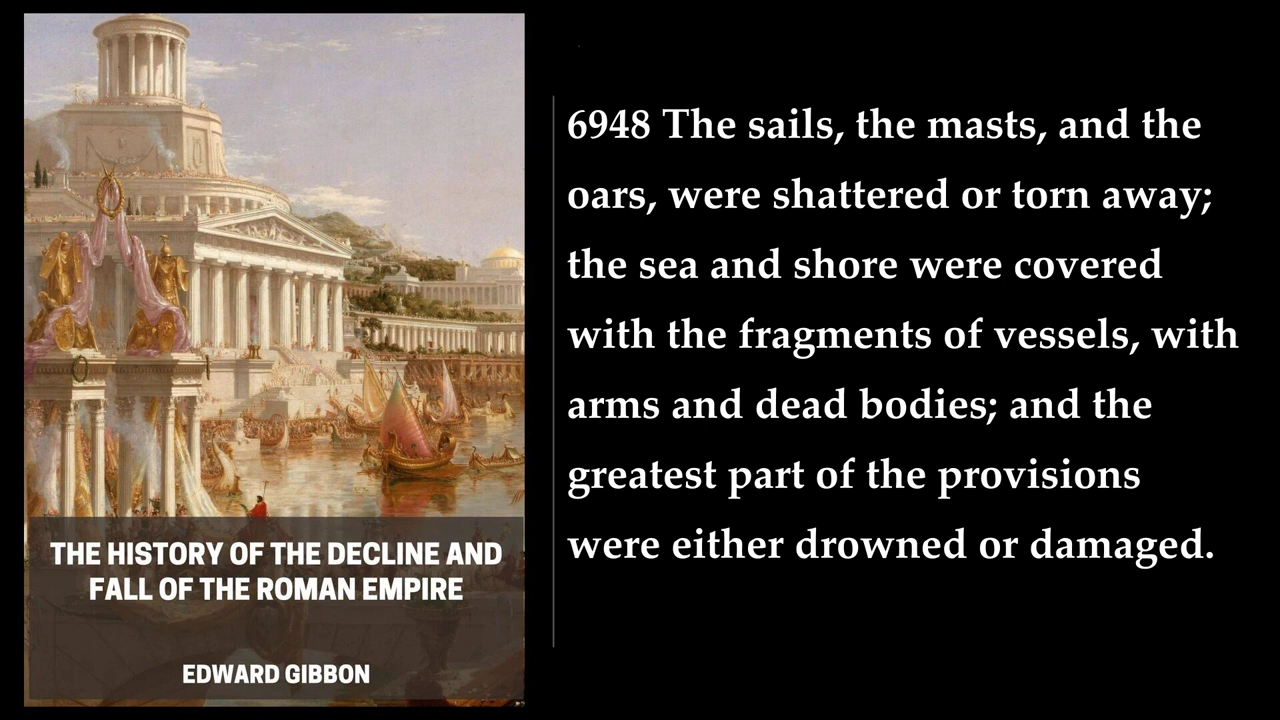 THE HISTORY OF THE DECLINE AND
FALL OF THE ROMAN EMPIRE
EDWARD GIBBON
6948 The sails, the masts, and the
oars, were shattered or torn away;
the sea and shore were covered
with the fragments of vessels, with
arms and dead bodies; and the
greatest part of the provisions
were either drowned or damaged.